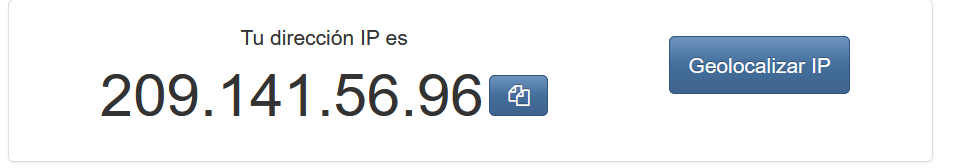 Tu dirección IP es
209.141.56.96
Geolocalizar IP